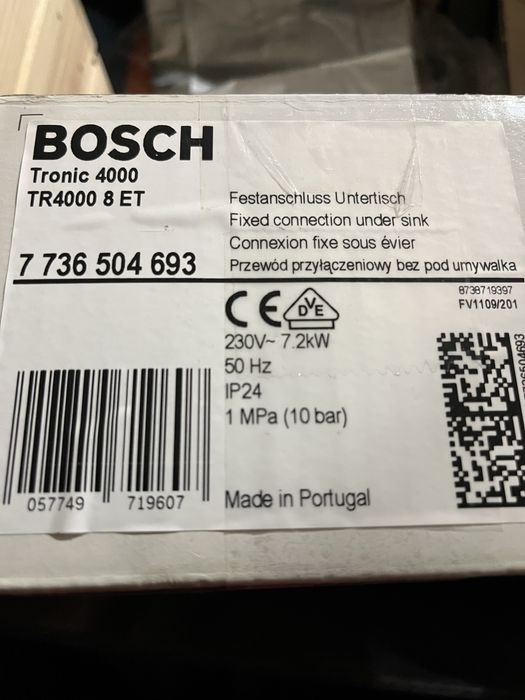 BOSCH
Tronic 4000
TR4000 8 ET
7 736 504 693
Festanschluss Untertisch
Fixed connection under sink
Connexion fixe sous évier
Przewód przyłączeniowy bez pod umywalka
8738719397
FV1109/201
CE
DVE
230V~ 7.2kW
50 Hz
IP24
1 MPa (10 bar)
Made in Portugal
057749 719607